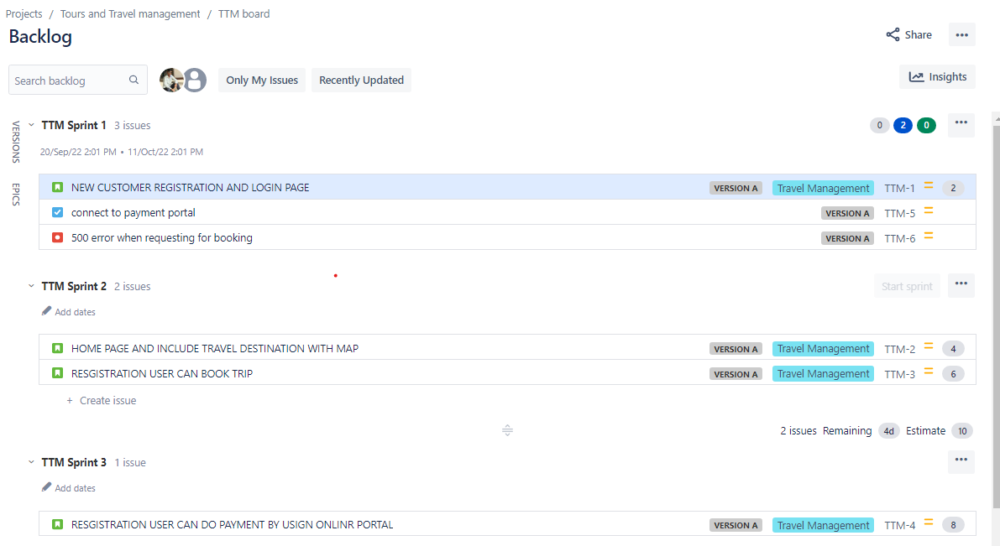 Projects / Tours and Travel management / TTM board
Backlog
Share
Search backlog
Only My Issues
Recently Updated
Insights
VERSIONS
EPICS
TTM Sprint 1 3 issues
0 2 0
20/Sep/22 2:01 PM • 11/Oct/22 2:01 PM
NEW CUSTOMER REGISTRATION AND LOGIN PAGE VERSION A Travel Management TTM-1 2
connect to payment portal VERSION A TTM-5
500 error when requesting for booking VERSION A TTM-6
TTM Sprint 2 2 issues
Start sprint
Add dates
HOME PAGE AND INCLUDE TRAVEL DESTINATION WITH MAP VERSION A Travel Management TTM-2 4
RESGISTRATION USER CAN BOOK TRIP VERSION A Travel Management TTM-3 6
+ Create issue
2 issues Remaining 4d Estimate 10
TTM Sprint 3 1 issue
Add dates
RESGISTRATION USER CAN DO PAYMENT BY USIGN ONLINR PORTAL VERSION A Travel Management TTM-4 8